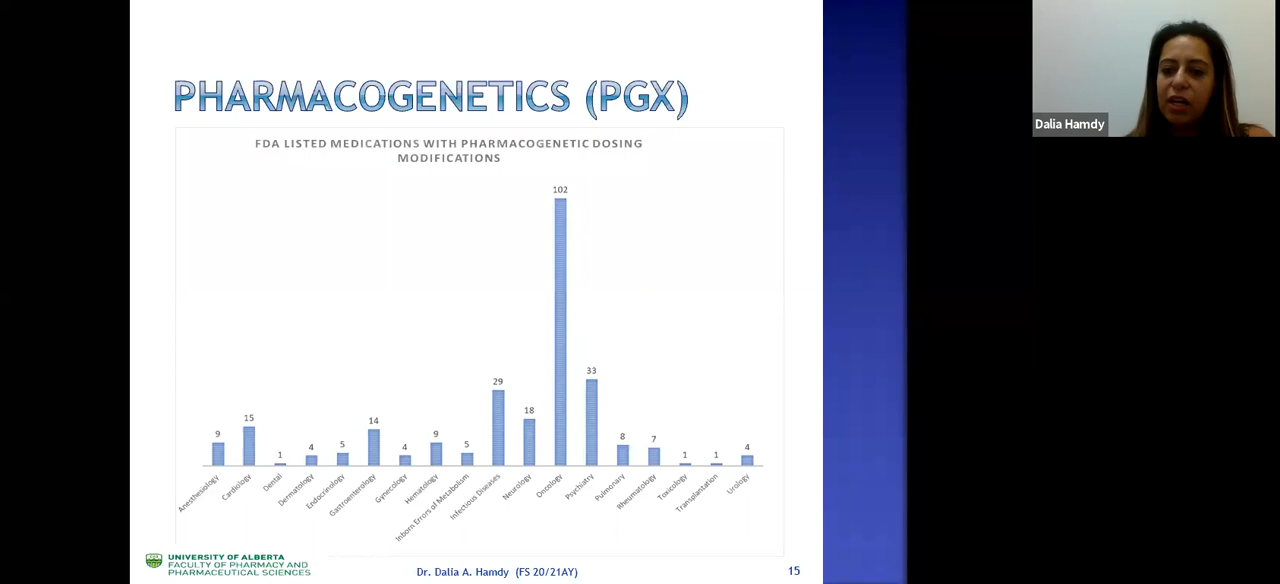 PHARMACOGENETICS (PGX)
FDA LISTED MEDICATIONS WITH PHARMACOGENETIC DOSING
MODIFICATIONS
9
15
1
4
5
14
4
9
5
29
18
102
33
8
7
1
1
4
Anesthesiology
Cardiology
Dental
Dermatology
Endocrinology
Gastroenterology
Gynecology
Hematology
Inborn Errors of Metabolism
Infectious Diseases
Neurology
Oncology
Psychiatry
Pulmonary
Rheumatology
Toxicology
Transplantation
Urology
UNIVERSITY OF ALBERTA
FACULTY OF PHARMACY AND
PHARMACEUTICAL SCIENCES
Dr. Dalia A. Hamdy (FS 20/21AY)
15
Dalia Hamdy